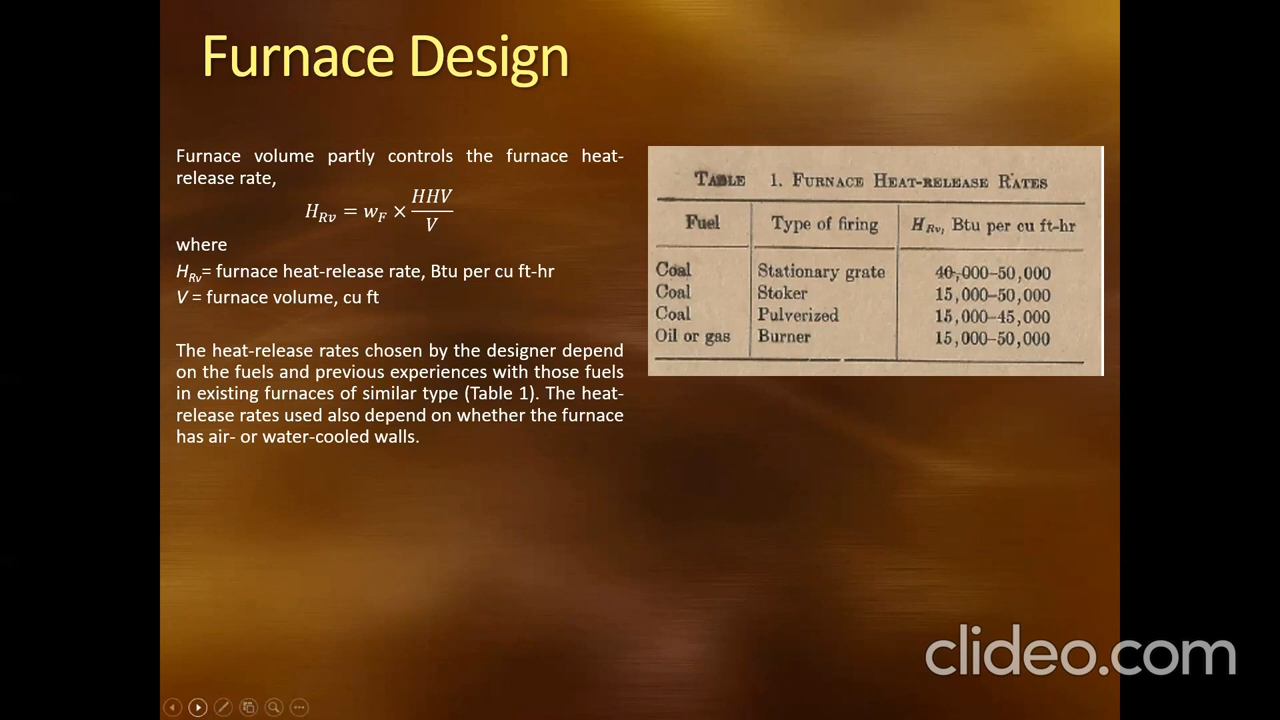 Furnace Design
Furnace volume partly controls the furnace heat-
release rate,
H_Rv = w_F × HHV/V
where
H_Rv= furnace heat-release rate, Btu per cu ft-hr
V = furnace volume, cu ft
The heat-release rates chosen by the designer depend
on the fuels and previous experiences with those fuels
in existing furnaces of similar type (Table 1). The heat-
release rates used also depend on whether the furnace
has air- or water-cooled walls.
TABLE 1. FURNACE HEAT-RELEASE RATES
Fuel Type of firing H_Rv, Btu per cu ft-hr
Coal Stationary grate 40,000–50,000
Coal Stoker 15,000–50,000
Coal Pulverized 15,000–45,000
Oil or gas Burner 15,000–50,000
clideo.com